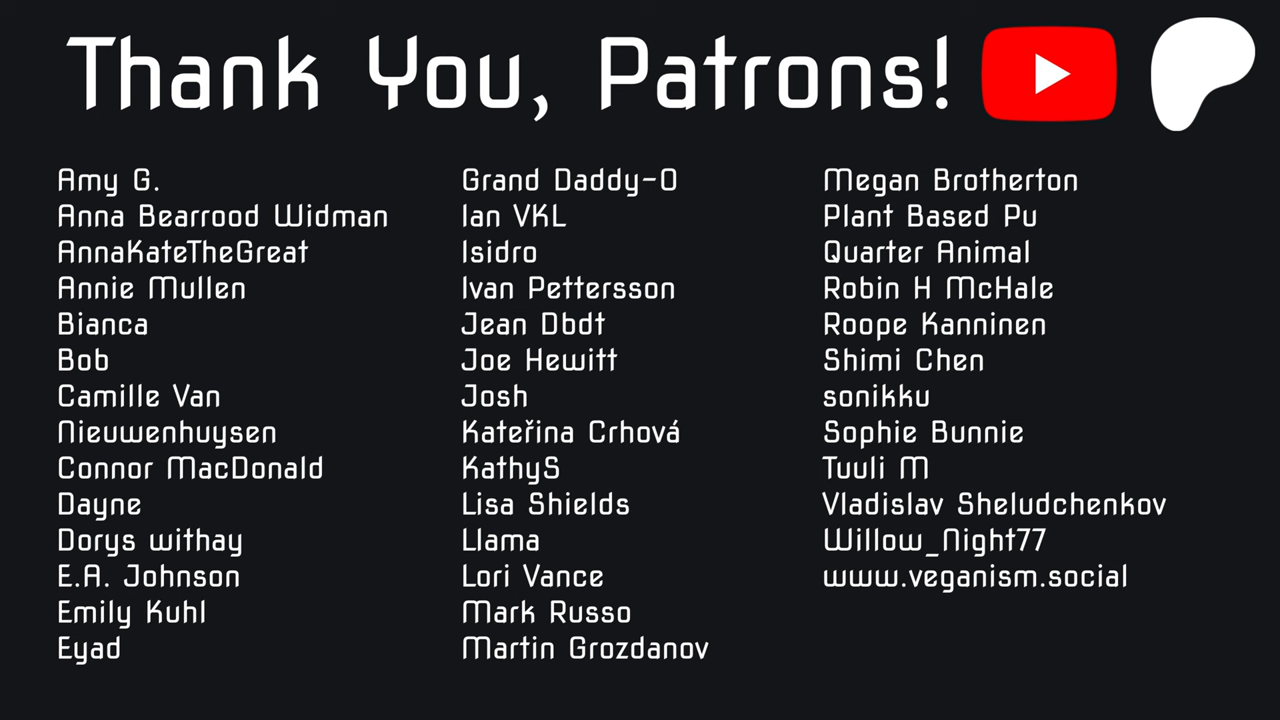 Thank You, Patrons!
Amy G.
Anna Bearrood Widman
AnnaKateTheGreat
Annie Mullen
Bianca
Bob
Camille Van
Nieuwenhuysen
Connor MacDonald
Dayne
Dorys withay
E.A. Johnson
Emily Kuhl
Eyad
Grand Daddy-O
Ian VKL
Isidro
Ivan Pettersson
Jean Dbdt
Joe Hewitt
Josh
Kateřina Crhová
KathyS
Lisa Shields
Llama
Lori Vance
Mark Russo
Martin Grozdanov
Megan Brotherton
Plant Based Pu
Quarter Animal
Robin H McHale
Roope Kanninen
Shimi Chen
sonikku
Sophie Bunnie
Tuuli M
Vladislav Sheludchenkov
Willow_Night77
www.veganism.social